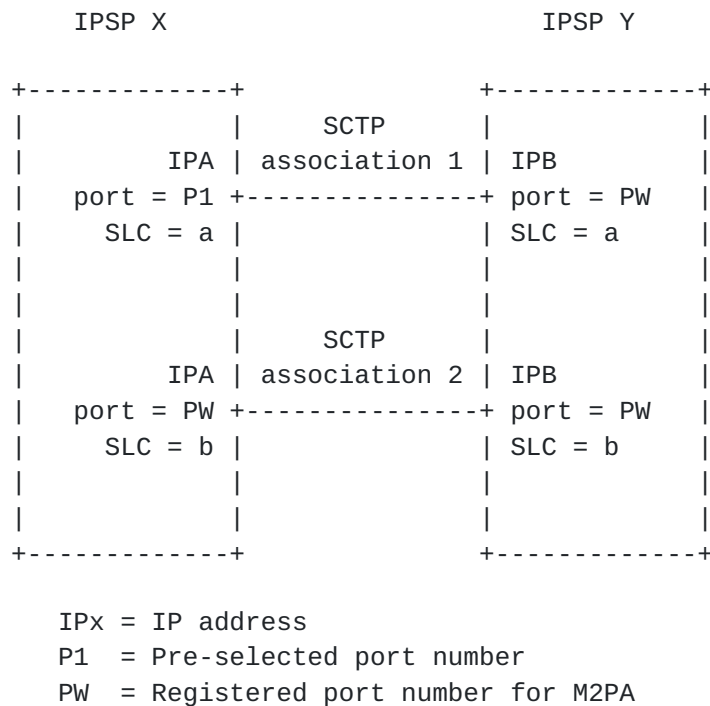 IPSP X                        IPSP Y

+-------------+               +-------------+
|             |     SCTP      |             |
|         IPA | association 1 | IPB         |
|   port = P1 +---------------+ port = PW   |
|     SLC = a |               | SLC = a     |
|             |               |             |
|             |               |             |
|             |     SCTP      |             |
|         IPA | association 2 | IPB         |
|   port = PW +---------------+ port = PW   |
|     SLC = b |               | SLC = b     |
|             |               |             |
|             |               |             |
+-------------+               +-------------+

   IPx = IP address
   P1  = Pre-selected port number
   PW  = Registered port number for M2PA